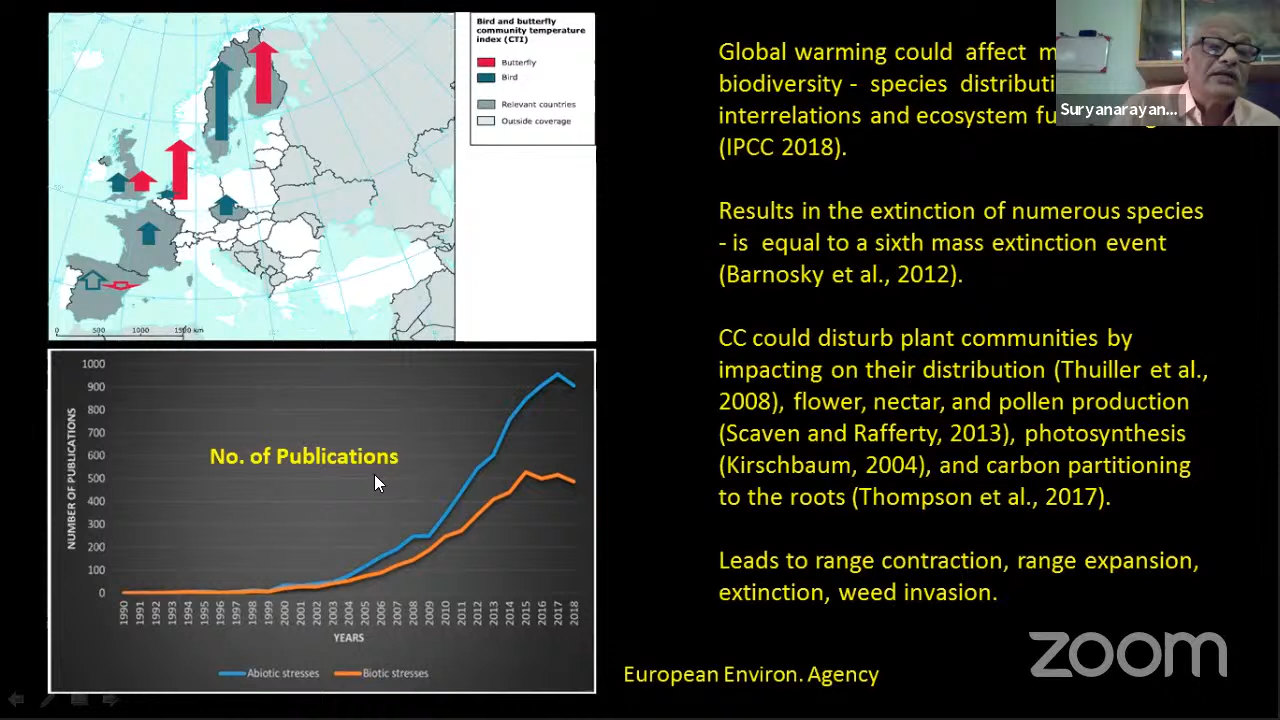 Bird and butterfly
community temperature
index (CTI)
Butterfly
Bird
Relevant countries
Outside coverage
0 500 1000 1500 km
1000
900
800
700
600
500
400
300
200
100
0
NUMBER OF PUBLICATIONS
No. of Publications
1990 1991 1992 1993 1994 1995 1996 1997 1998 1999 2000 2001 2002 2003 2004 2005 2006 2007 2008 2009 2010 2011 2012 2013 2014 2015 2016 2017 2018
YEARS
Abiotic stresses Biotic stresses
Global warming could affect
biodiversity - species
interrelations and ecosystem
(IPCC 2018).
Results in the extinction of numerous species
- is equal to a sixth mass extinction event
(Barnosky et al., 2012).
CC could disturb plant communities by
impacting on their distribution (Thuiller et al.,
2008), flower, nectar, and pollen production
(Scaven and Rafferty, 2013), photosynthesis
(Kirschbaum, 2004), and carbon partitioning
to the roots (Thompson et al., 2017).
Leads to range contraction, range expansion,
extinction, weed invasion.
European Environ. Agency
Suryanarayan...
zoom